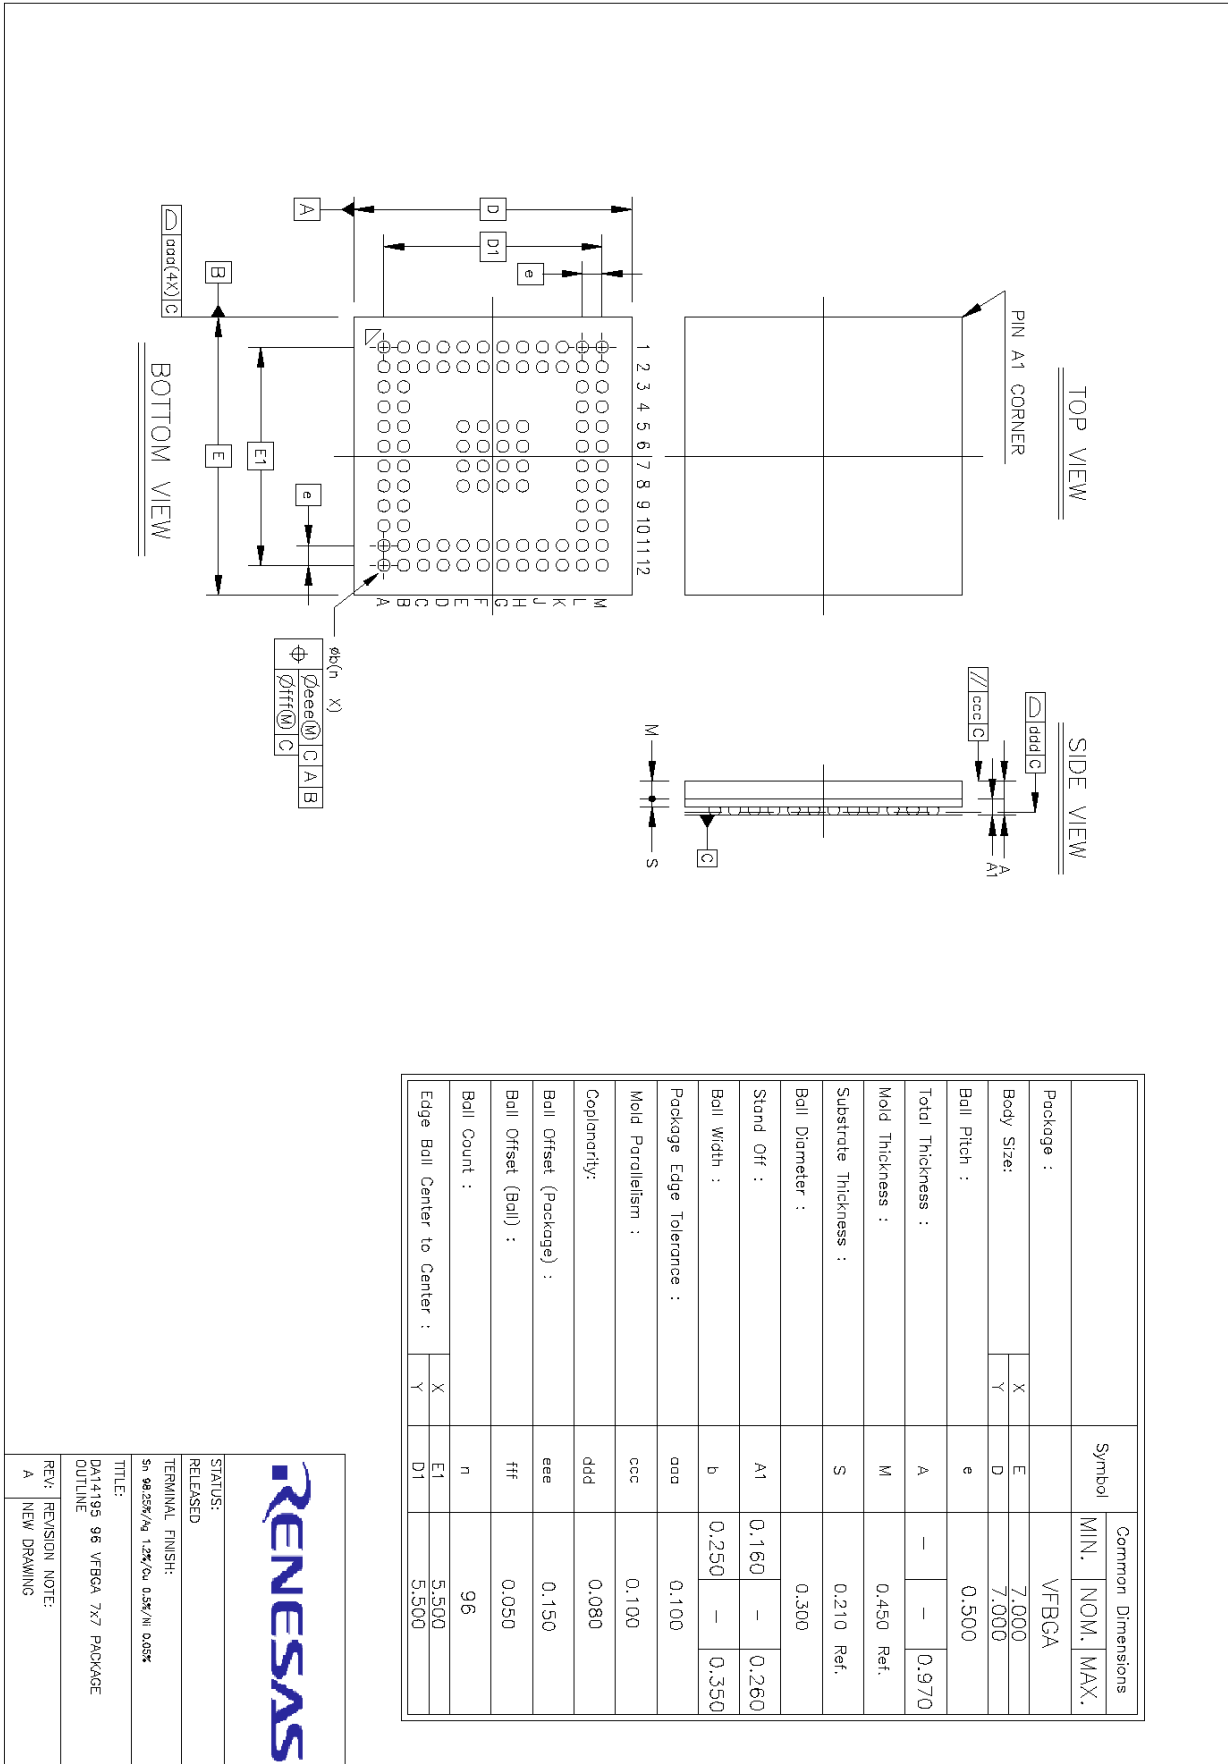 TOP VIEW
PIN A1 CORNER
SIDE VIEW
ddd C
// ccc C
A
A1
M
S
C
1 2 3 4 5 6 7 8 9 10 11 12
M
L
K
J
H
G
F
E
D
C
B
A
D
D1
e
A
B
aaa(4X) C
E1
E
e
BOTTOM VIEW
Øb(n X)
Øeee Ⓜ C A B
Øfff Ⓜ C
Symbol
Common Dimensions
MIN. NOM. MAX.
Package : VFBGA
Body Size: X E 7.000
Y D 7.000
Ball Pitch : e 0.500
Total Thickness : A – – 0.970
Mold Thickness : M 0.450 Ref.
Substrate Thickness : S 0.210 Ref.
Ball Diameter : 0.300
Stand Off : A1 0.160 – 0.260
Ball Width : b 0.250 – 0.350
Package Edge Tolerance : aaa 0.100
Mold Parallelism : ccc 0.100
Coplanarity: ddd 0.080
Ball Offset (Package) : eee 0.150
Ball Offset (Ball) : fff 0.050
Ball Count : n 96
Edge Ball Center to Center : X E1 5.500
Y D1 5.500
RENESAS
STATUS:
RELEASED
TERMINAL FINISH:
Sn 98.25%/Ag 1.2%/Cu 0.5%/Ni 0.05%
TITLE:
DA14195 96 VFBGA 7x7 PACKAGE
OUTLINE
REV: REVISION NOTE:
A NEW DRAWING